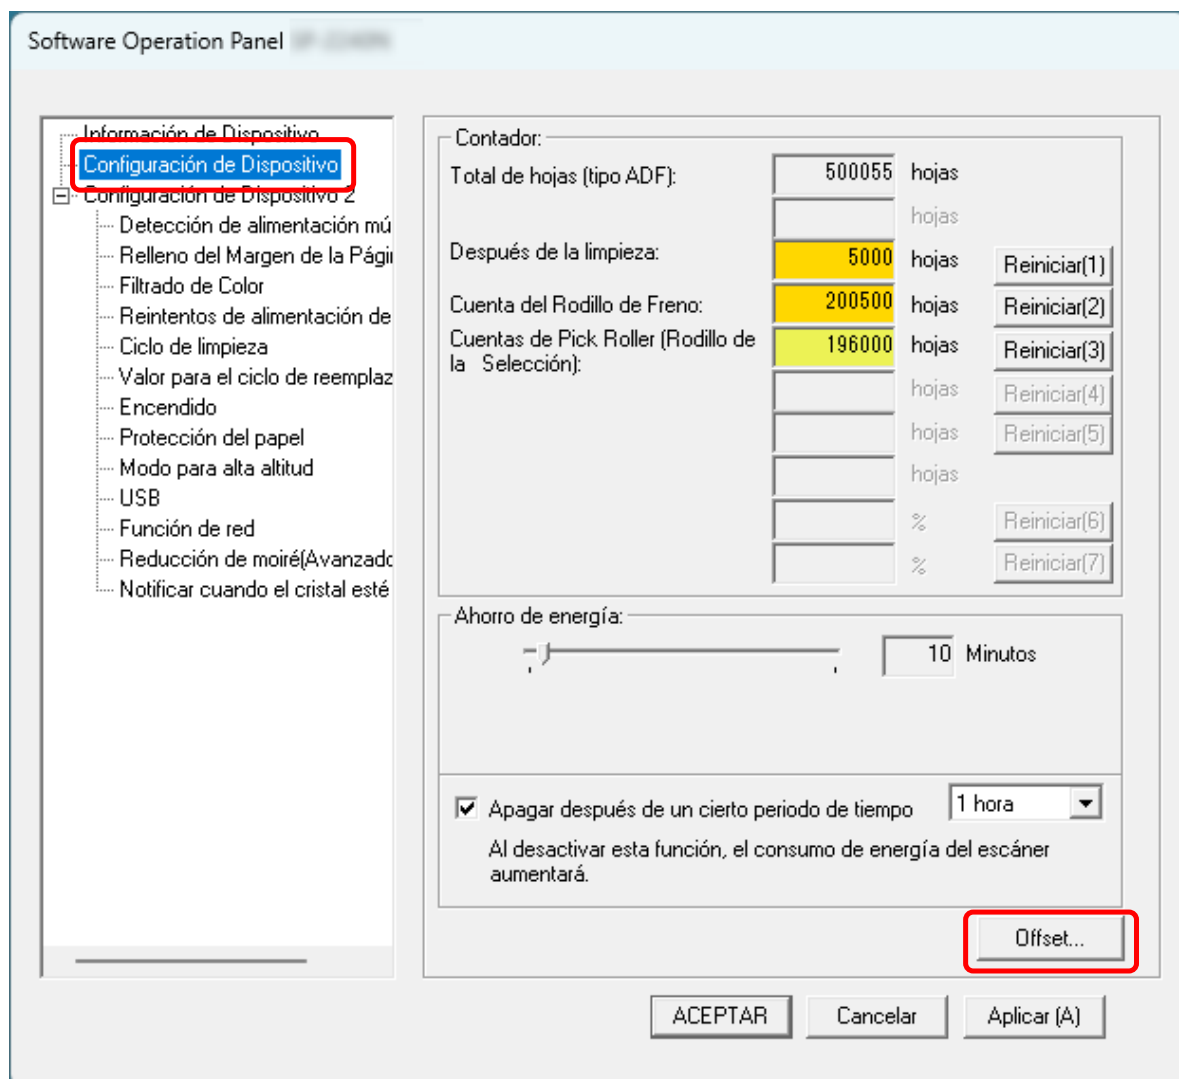 Software Operation Panel
Información de Dispositivo
Configuración de Dispositivo
Configuración de Dispositivo 2
Detección de alimentación mú
Relleno del Margen de la Págii
Filtrado de Color
Reintentos de alimentación de
Ciclo de limpieza
Valor para el ciclo de reemplaz
Encendido
Protección del papel
Modo para alta altitud
USB
Función de red
Reducción de moiré(Avanzado
Notificar cuando el cristal esté
Contador:
Total de hojas (tipo ADF): 500055 hojas
hojas
Después de la limpieza: 5000 hojas Reiniciar(1)
Cuenta del Rodillo de Freno: 200500 hojas Reiniciar(2)
Cuentas de Pick Roller (Rodillo de 196000 hojas Reiniciar(3)
la Selección):
hojas Reiniciar(4)
hojas Reiniciar(5)
hojas
% Reiniciar(6)
% Reiniciar(7)
Ahorro de energía:
10 Minutos
Apagar después de un cierto periodo de tiempo 1 hora
Al desactivar esta función, el consumo de energía del escáner
aumentará.
Offset...
ACEPTAR Cancelar Aplicar (A)